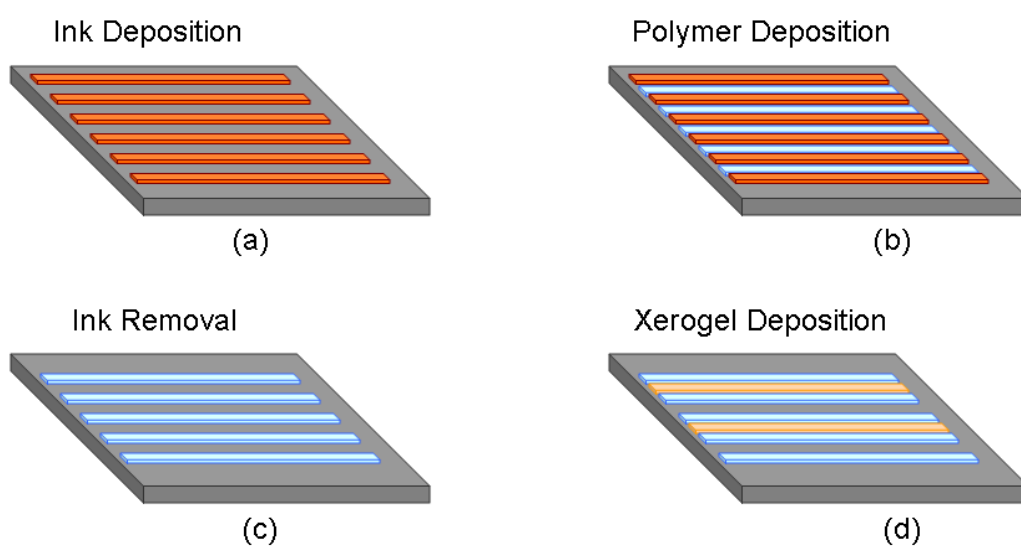 Ink Deposition
Polymer Deposition
(a)
(b)
Ink Removal
Xerogel Deposition
(c)
(d)